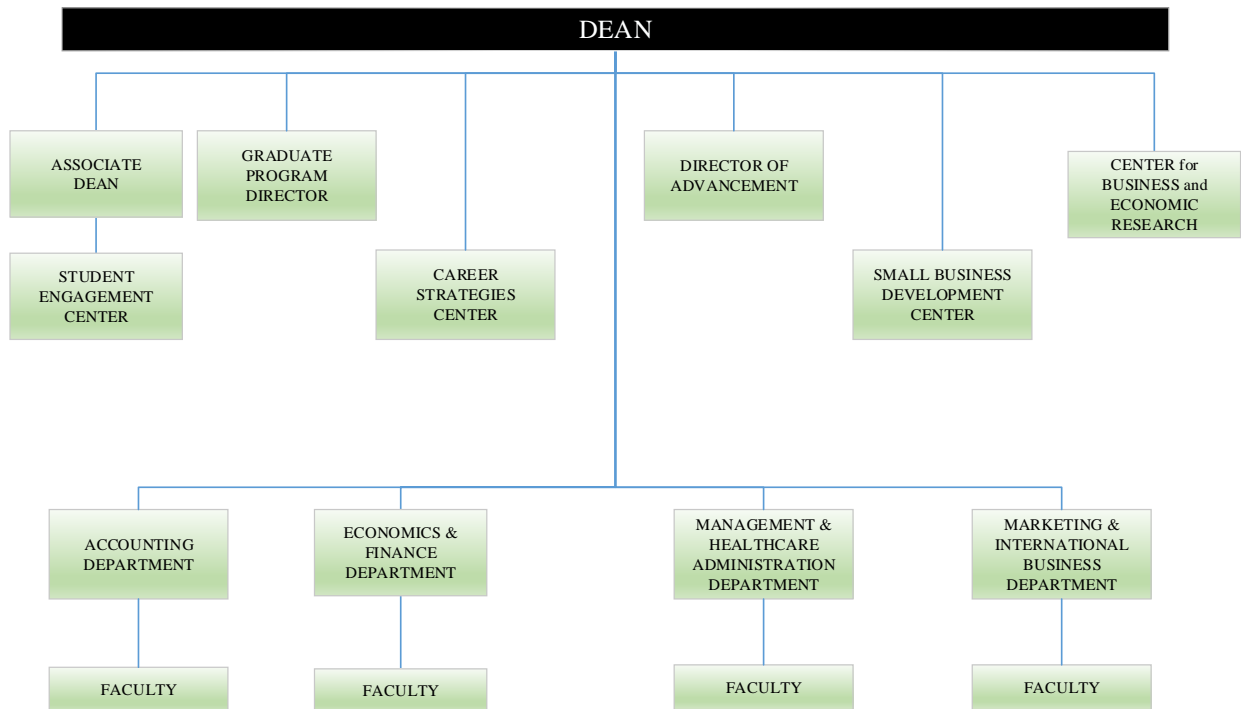 DEAN
ASSOCIATE
DEAN
GRADUATE
PROGRAM
DIRECTOR
DIRECTOR OF
ADVANCEMENT
CENTER for
BUSINESS and
ECONOMIC
RESEARCH
STUDENT
ENGAGEMENT
CENTER
CAREER
STRATEGIES
CENTER
SMALL BUSINESS
DEVELOPMENT
CENTER
ACCOUNTING
DEPARTMENT
ECONOMICS &
FINANCE
DEPARTMENT
MANAGEMENT &
HEALTHCARE
ADMINISTRATION
DEPARTMENT
MARKETING &
INTERNATIONAL
BUSINESS
DEPARTMENT
FACULTY
FACULTY
FACULTY
FACULTY